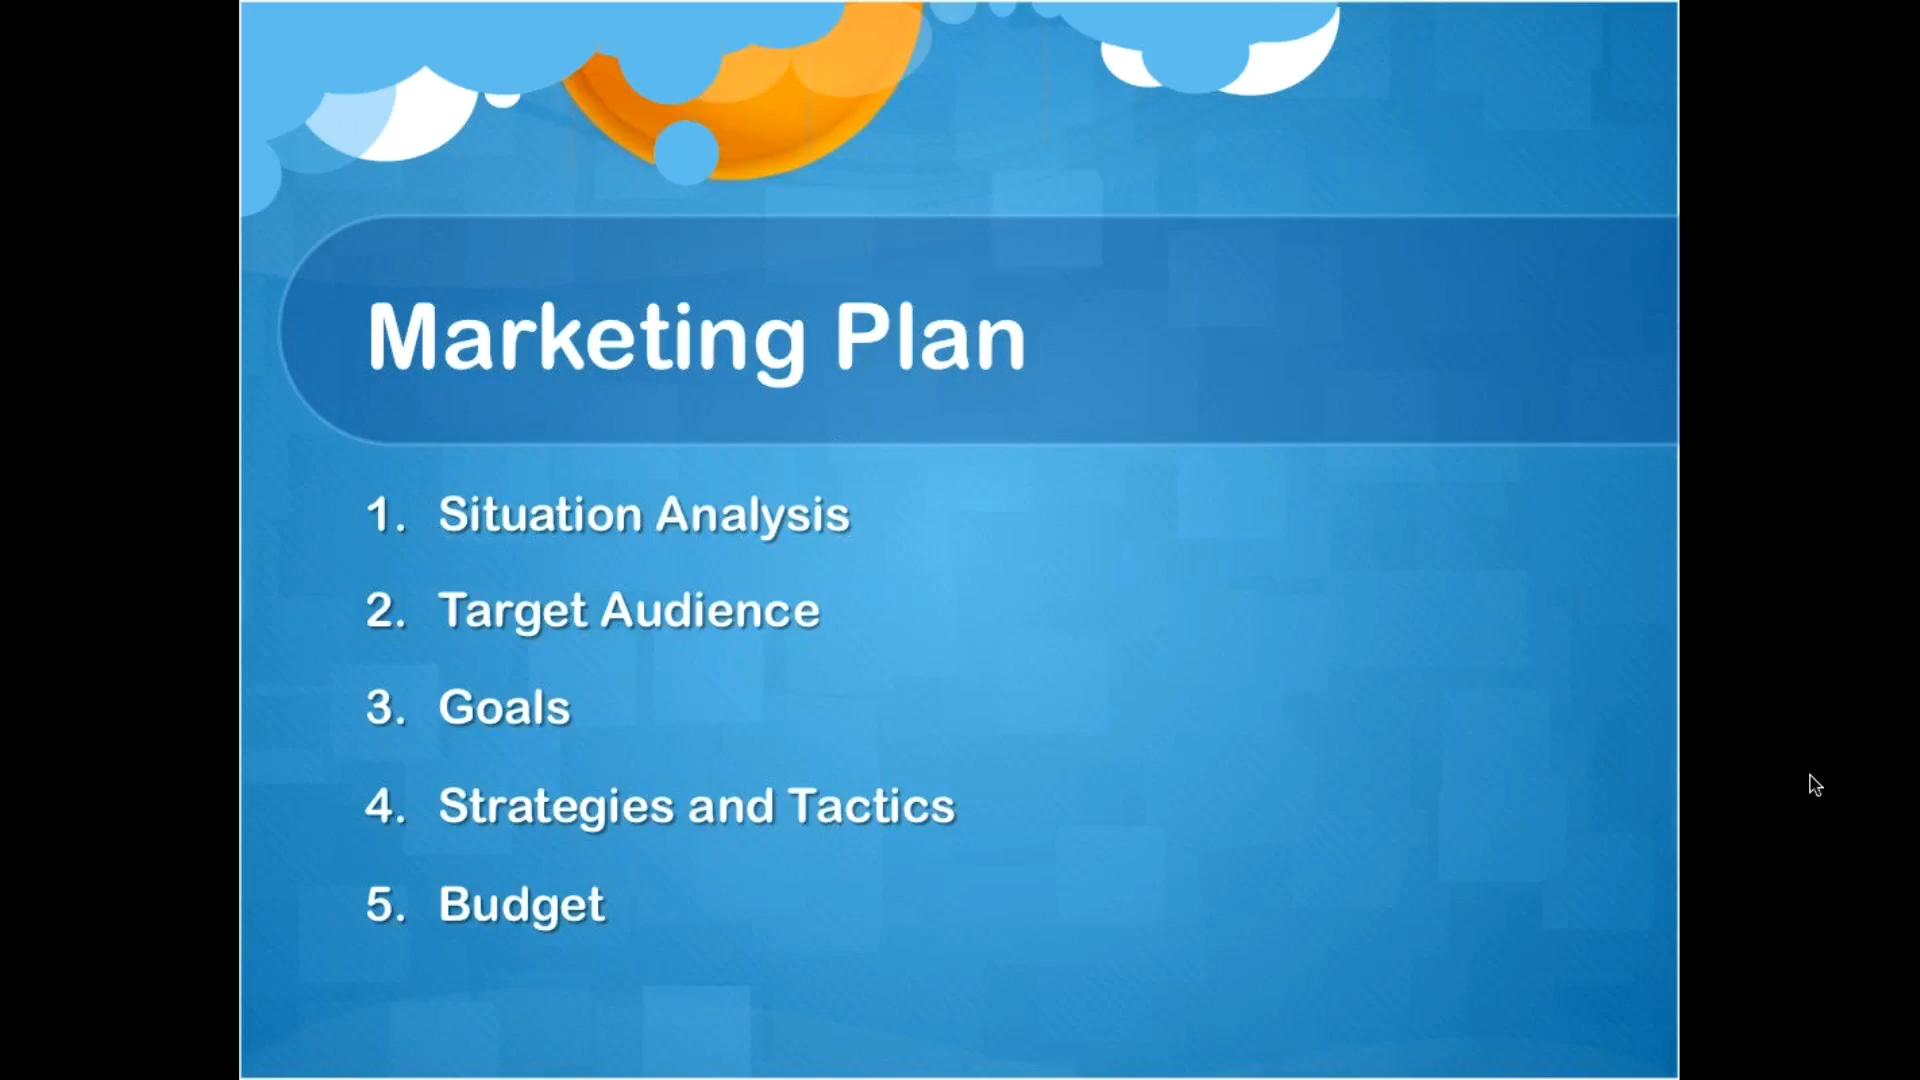 Marketing Plan
1. Situation Analysis
2. Target Audience
3. Goals
4. Strategies and Tactics
5. Budget